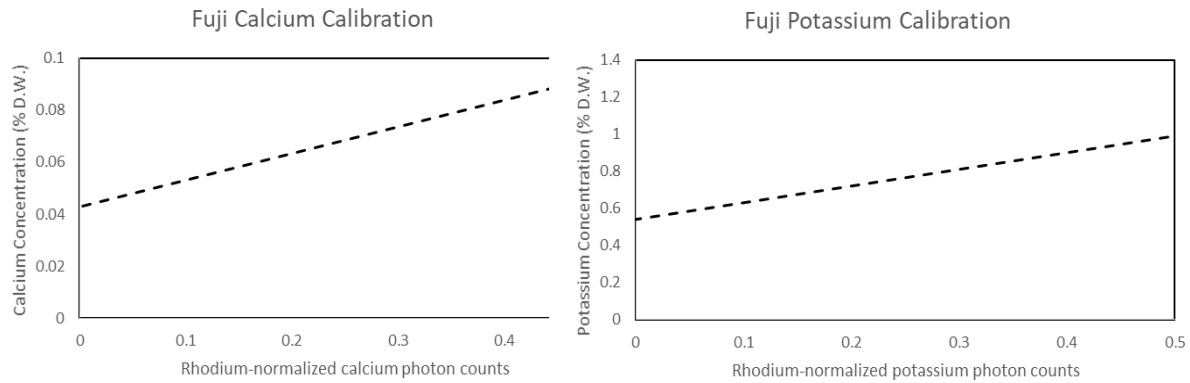 Fuji Calcium Calibration
Calcium Concentration (% D.W.)
0.1
0.08
0.06
0.04
0.02
0
0 0.1 0.2 0.3 0.4
Rhodium-normalized calcium photon counts
Fuji Potassium Calibration
Potassium Concentration (% D.W.)
1.4
1.2
1
0.8
0.6
0.4
0.2
0
0 0.1 0.2 0.3 0.4 0.5
Rhodium-normalized potassium photon counts